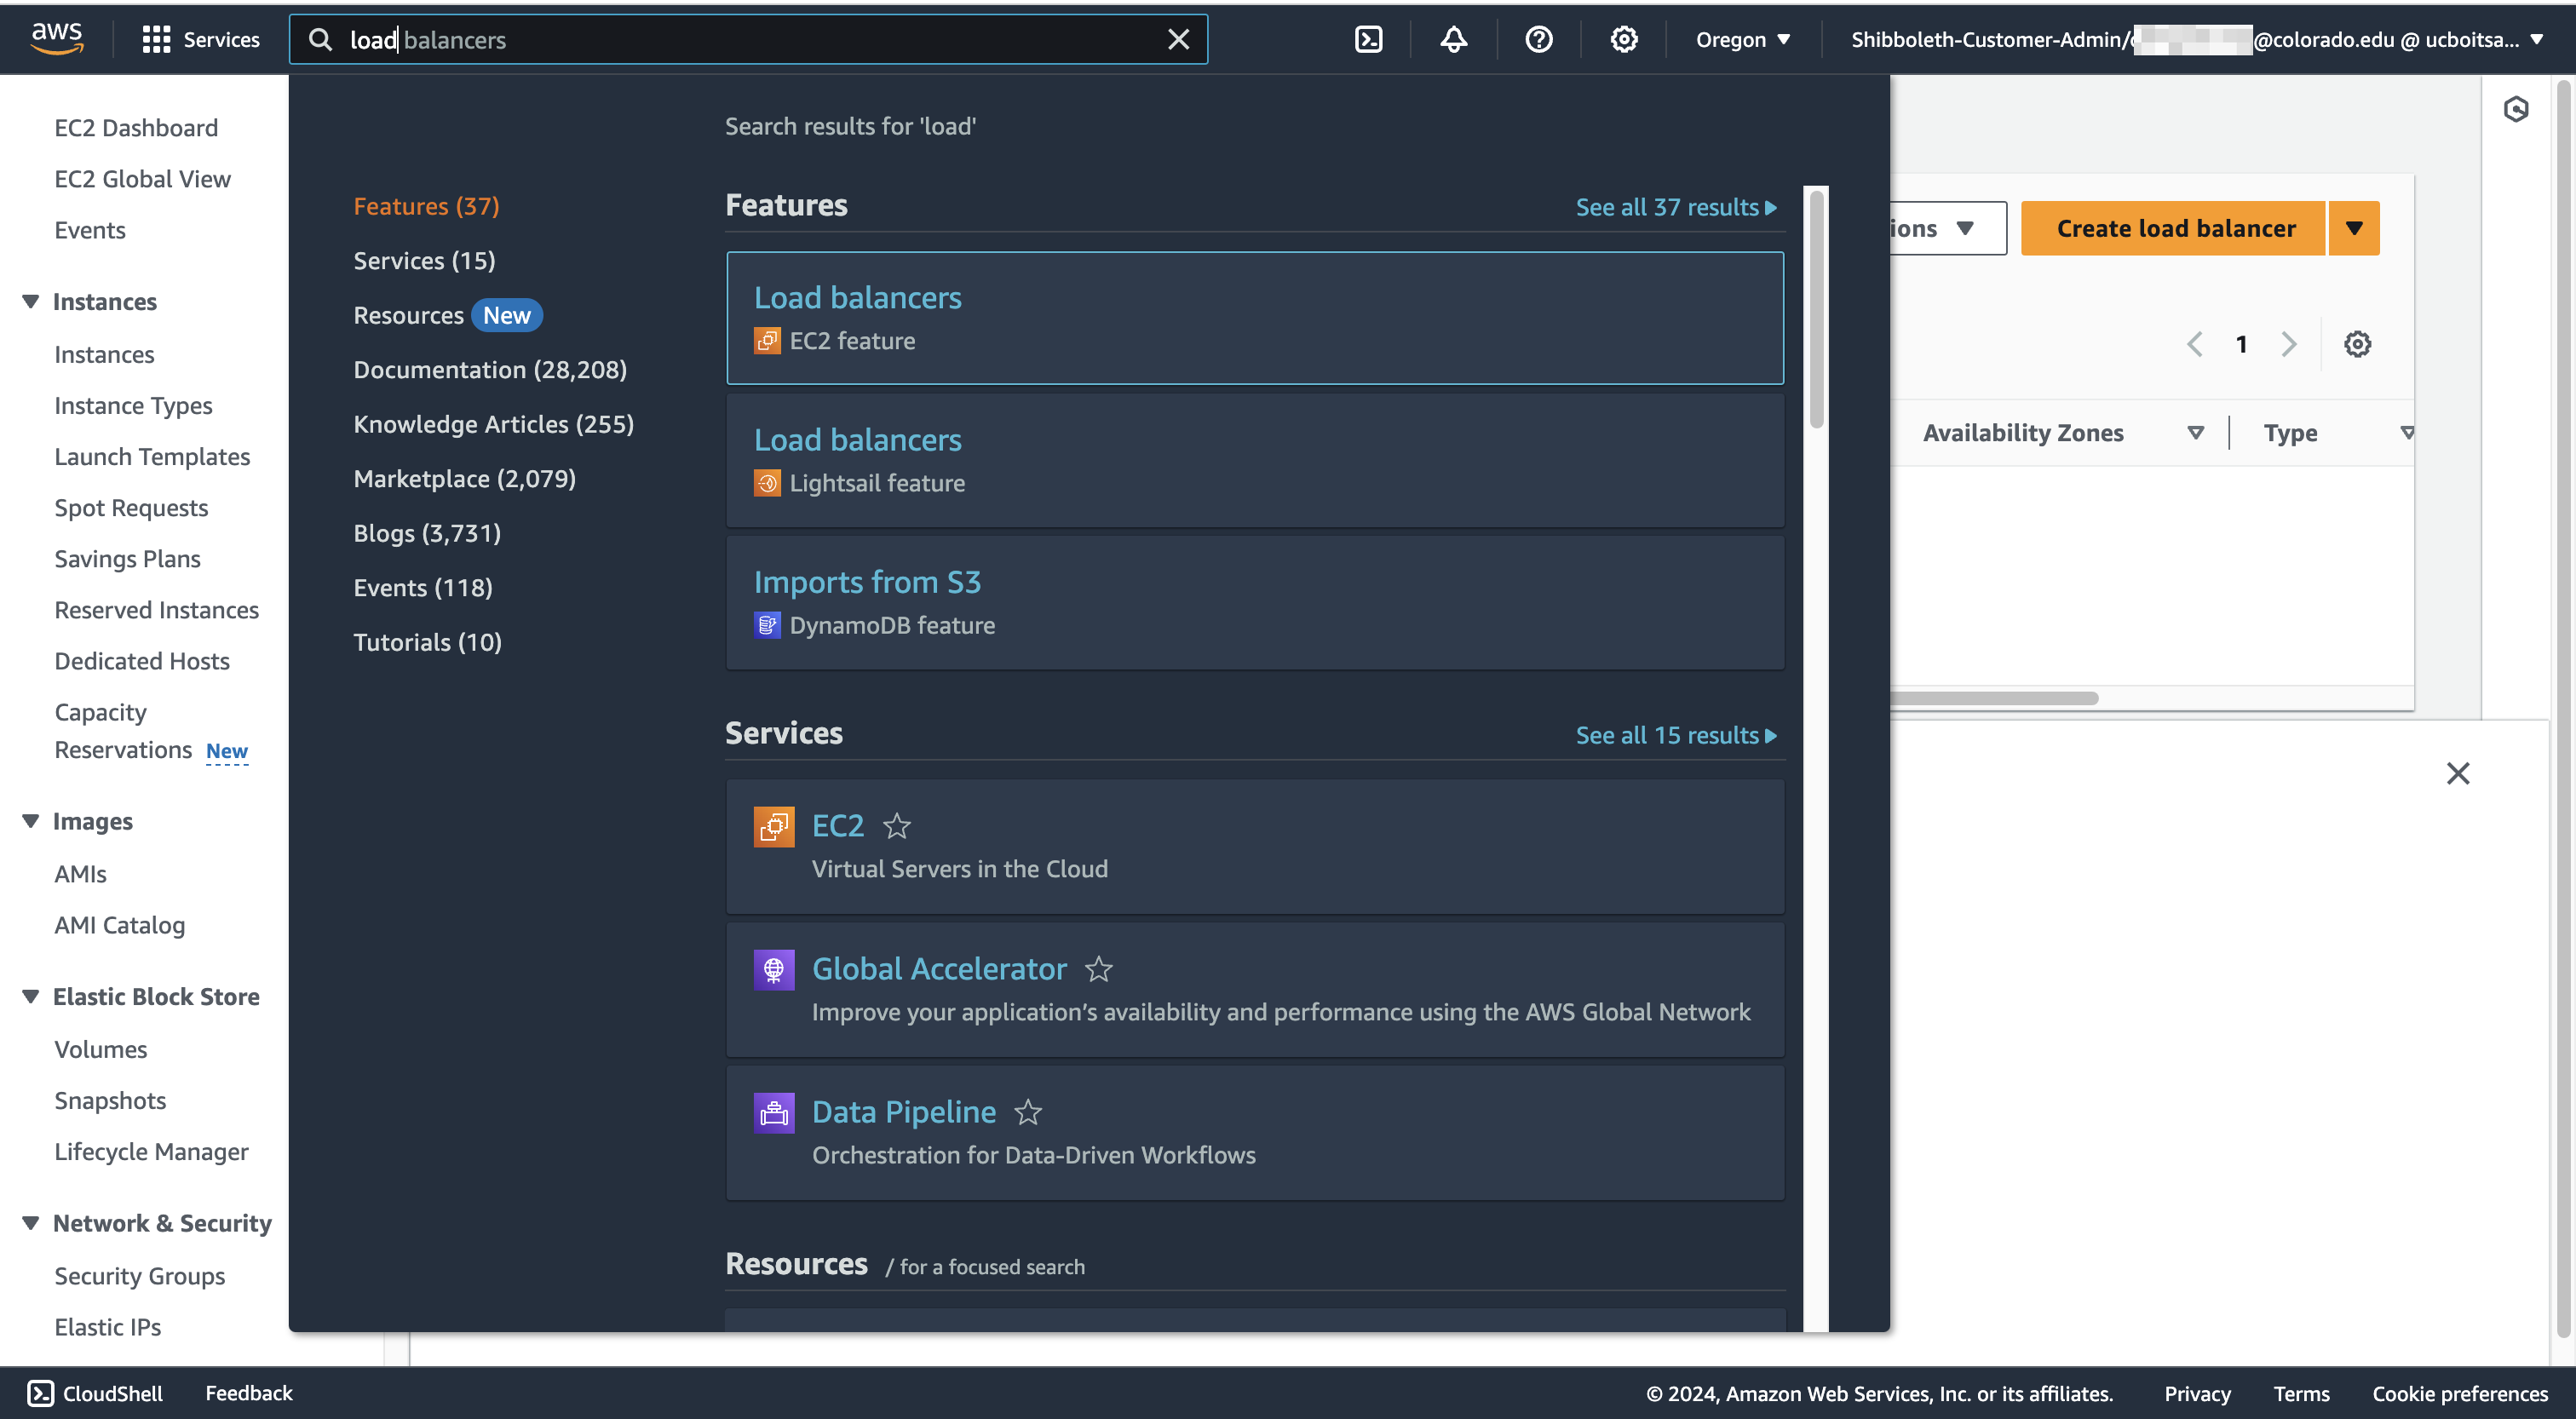 aws
Services
load balancers
Oregon
Shibboleth-Customer-Admin/
@colorado.edu @ ucboitsa...
EC2 Dashboard
EC2 Global View
Events
Instances
Instances
Instance Types
Launch Templates
Spot Requests
Savings Plans
Reserved Instances
Dedicated Hosts
Capacity
Reservations New
Images
AMIs
AMI Catalog
Elastic Block Store
Volumes
Snapshots
Lifecycle Manager
Network & Security
Security Groups
Elastic IPs
Search results for 'load'
Features (37)
Services (15)
Resources New
Documentation (28,208)
Knowledge Articles (255)
Marketplace (2,079)
Blogs (3,731)
Events (118)
Tutorials (10)
Features
See all 37 results
Load balancers
EC2 feature
Load balancers
Lightsail feature
Imports from S3
DynamoDB feature
Services
See all 15 results
EC2
Virtual Servers in the Cloud
Global Accelerator
Improve your application’s availability and performance using the AWS Global Network
Data Pipeline
Orchestration for Data-Driven Workflows
Resources / for a focused search
ions
Create load balancer
1
Availability Zones
Type
CloudShell
Feedback
© 2024, Amazon Web Services, Inc. or its affiliates.
Privacy
Terms
Cookie preferences